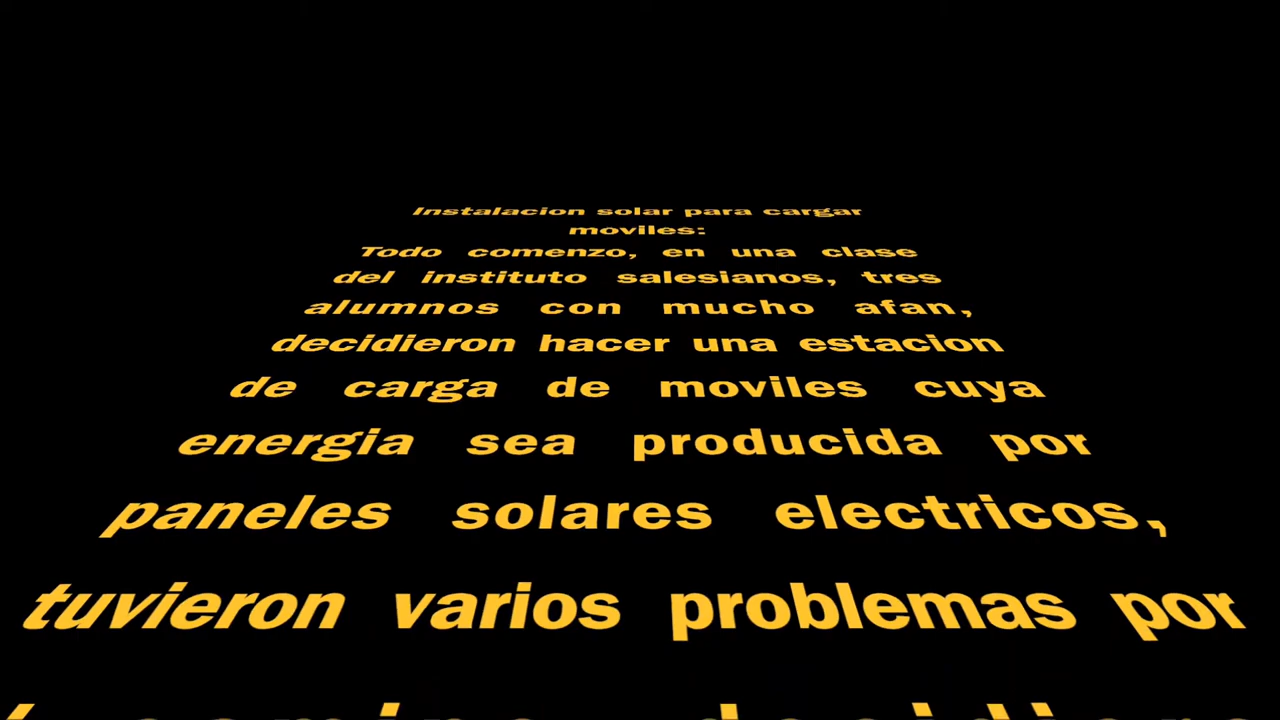 Instalacion solar para cargar
moviles:
Todo comenzo, en una clase
del instituto salesianos, tres
alumnos con mucho afan,
decidieron hacer una estacion
de carga de moviles cuya
energia sea producida por
paneles solares electricos,
tuvieron varios problemas por